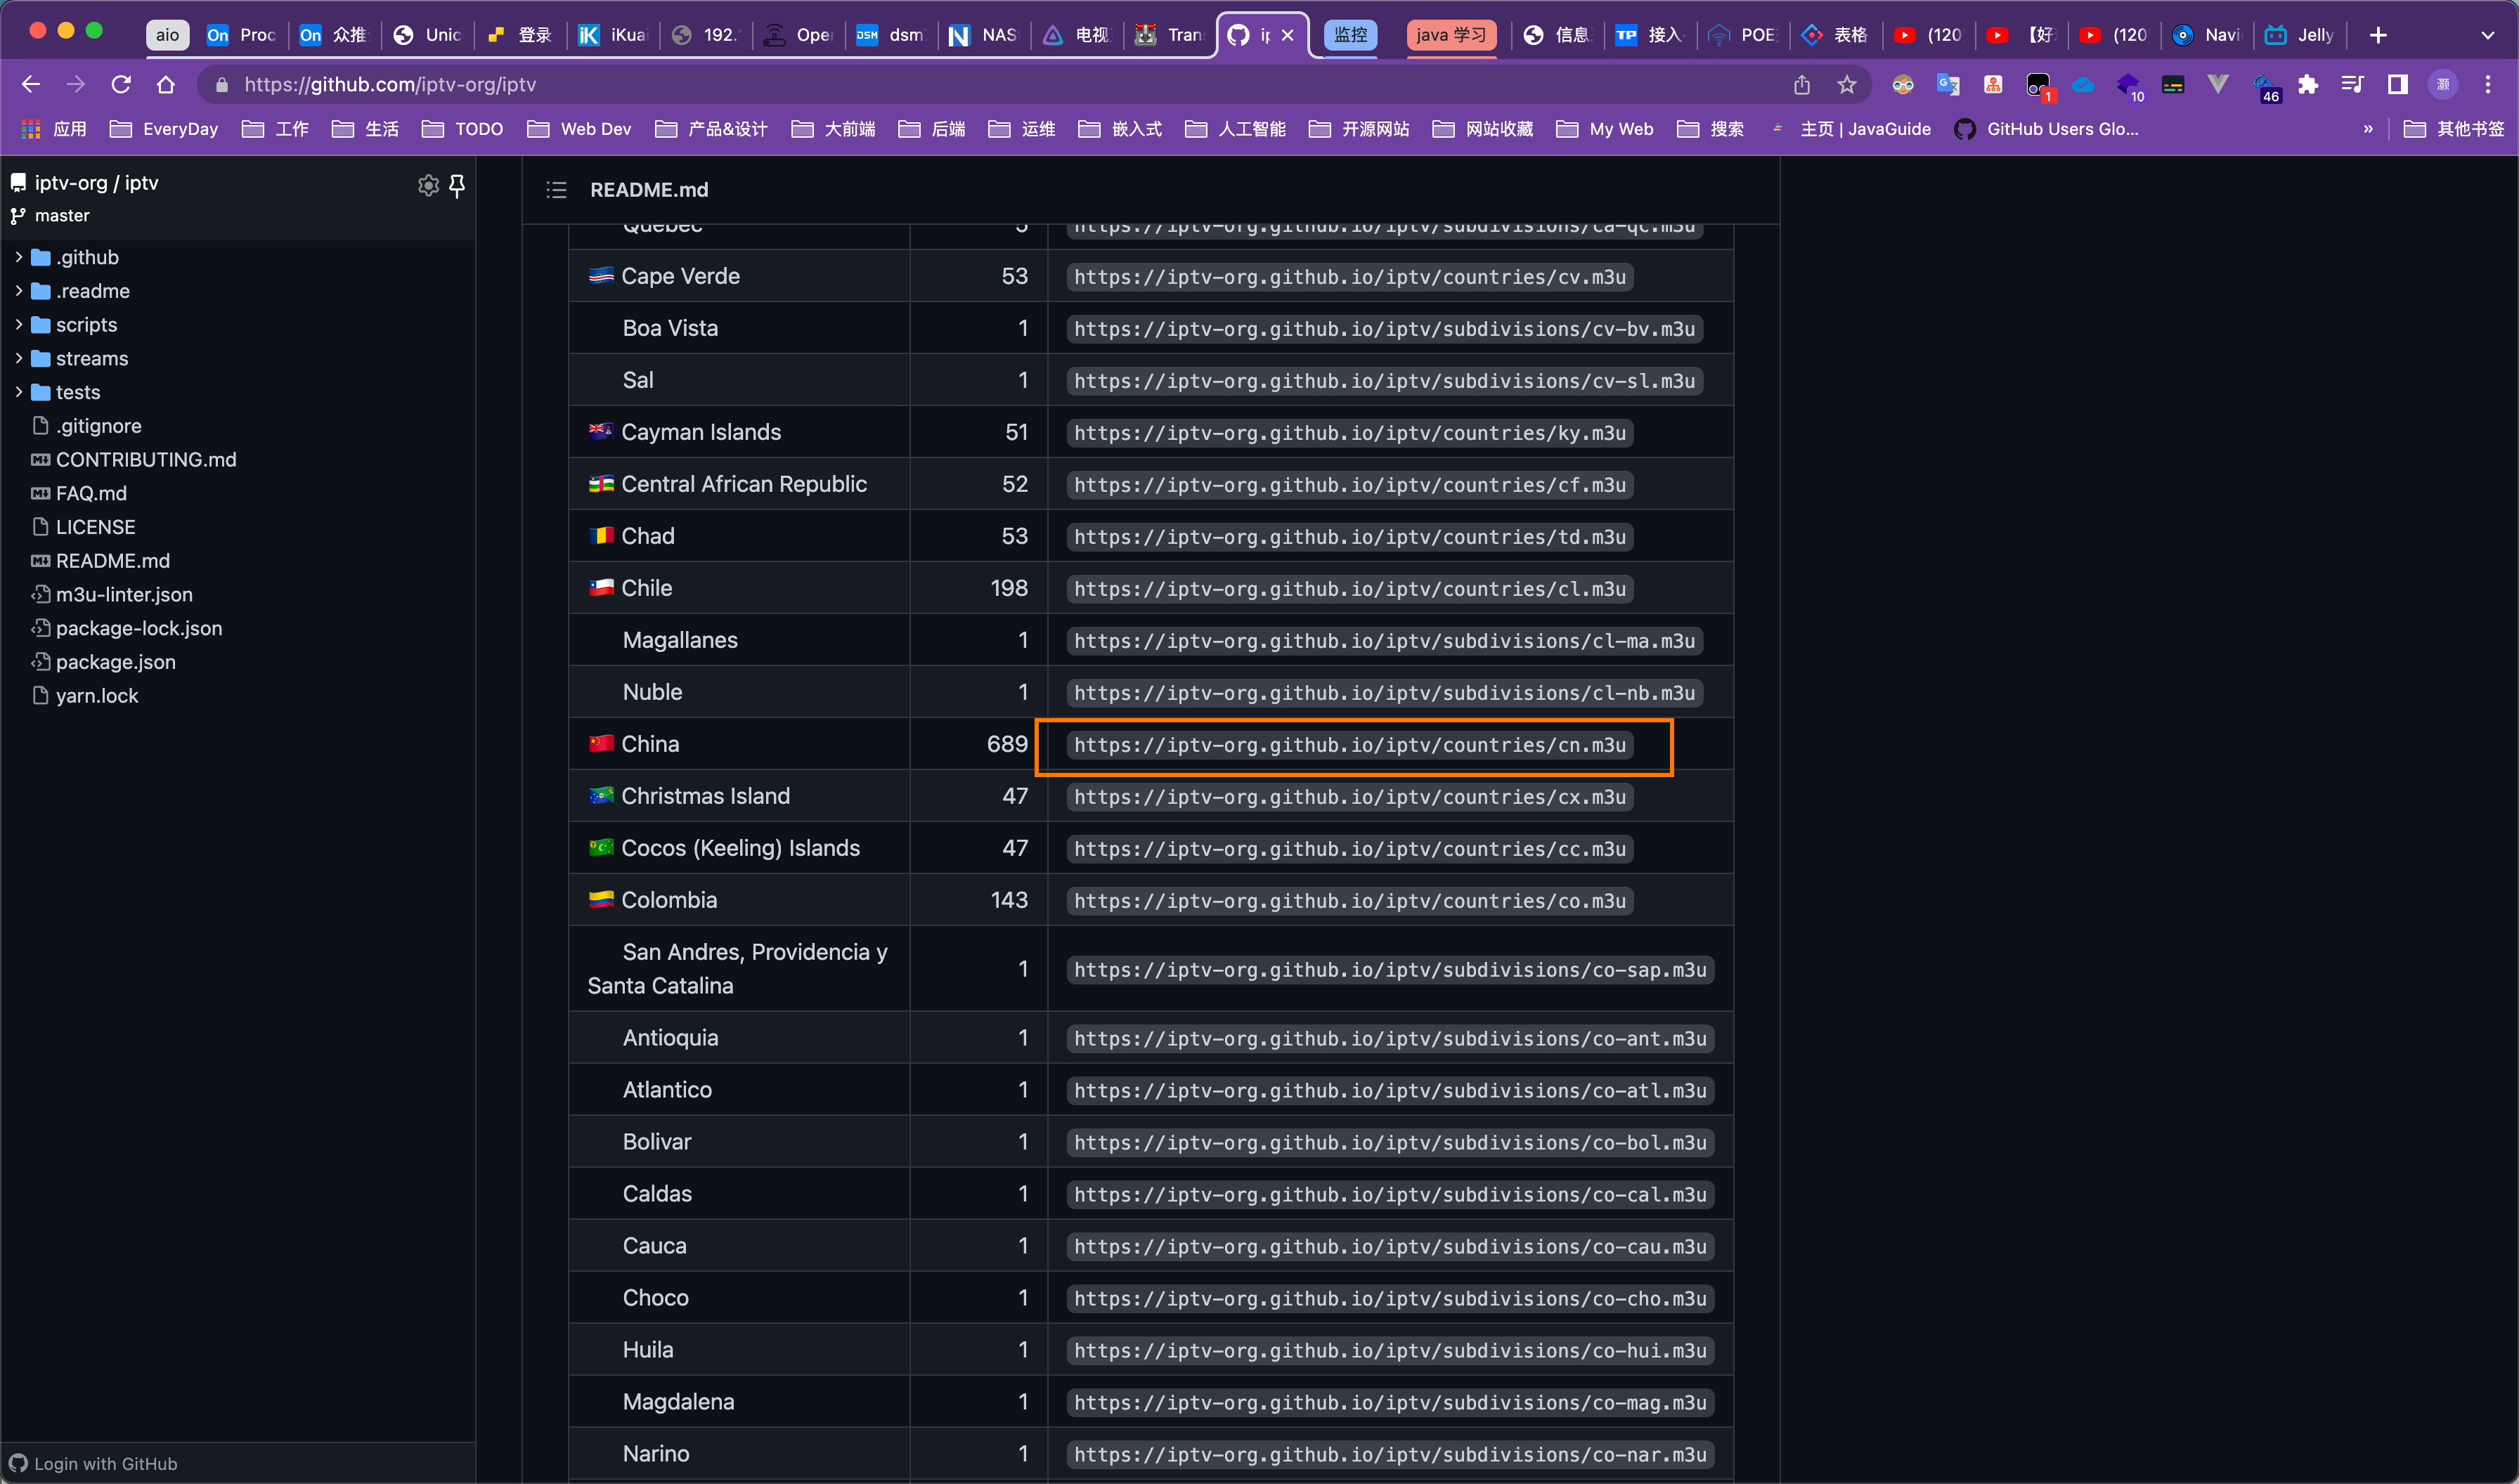 aio
On Proc
On 众推
Unic
登录
iK iKuai
192.
Oper
DSM dsm
N NAS
电视
Tran
ip
监控
java 学习
信息
TP 接入
POE
表格
(120
【好
(120
Navi
Jelly
https://github.com/iptv-org/iptv
1
10
46
灏
应用 EveryDay 工作 生活 TODO Web Dev 产品&设计 大前端 后端 运维 嵌入式 人工智能 开源网站 网站收藏 My Web 搜索 主页 | JavaGuide GitHub Users Glo... » 其他书签
iptv-org / iptv
master
.github
.readme
scripts
streams
tests
.gitignore
CONTRIBUTING.md
FAQ.md
LICENSE
README.md
m3u-linter.json
package-lock.json
package.json
yarn.lock
Login with GitHub
README.md
Quebec 5 https://iptv-org.github.io/iptv/subdivisions/ca-qc.m3u
Cape Verde 53 https://iptv-org.github.io/iptv/countries/cv.m3u
Boa Vista 1 https://iptv-org.github.io/iptv/subdivisions/cv-bv.m3u
Sal 1 https://iptv-org.github.io/iptv/subdivisions/cv-sl.m3u
Cayman Islands 51 https://iptv-org.github.io/iptv/countries/ky.m3u
Central African Republic 52 https://iptv-org.github.io/iptv/countries/cf.m3u
Chad 53 https://iptv-org.github.io/iptv/countries/td.m3u
Chile 198 https://iptv-org.github.io/iptv/countries/cl.m3u
Magallanes 1 https://iptv-org.github.io/iptv/subdivisions/cl-ma.m3u
Nuble 1 https://iptv-org.github.io/iptv/subdivisions/cl-nb.m3u
China 689 https://iptv-org.github.io/iptv/countries/cn.m3u
Christmas Island 47 https://iptv-org.github.io/iptv/countries/cx.m3u
Cocos (Keeling) Islands 47 https://iptv-org.github.io/iptv/countries/cc.m3u
Colombia 143 https://iptv-org.github.io/iptv/countries/co.m3u
San Andres, Providencia y
Santa Catalina 1 https://iptv-org.github.io/iptv/subdivisions/co-sap.m3u
Antioquia 1 https://iptv-org.github.io/iptv/subdivisions/co-ant.m3u
Atlantico 1 https://iptv-org.github.io/iptv/subdivisions/co-atl.m3u
Bolivar 1 https://iptv-org.github.io/iptv/subdivisions/co-bol.m3u
Caldas 1 https://iptv-org.github.io/iptv/subdivisions/co-cal.m3u
Cauca 1 https://iptv-org.github.io/iptv/subdivisions/co-cau.m3u
Choco 1 https://iptv-org.github.io/iptv/subdivisions/co-cho.m3u
Huila 1 https://iptv-org.github.io/iptv/subdivisions/co-hui.m3u
Magdalena 1 https://iptv-org.github.io/iptv/subdivisions/co-mag.m3u
Narino 1 https://iptv-org.github.io/iptv/subdivisions/co-nar.m3u